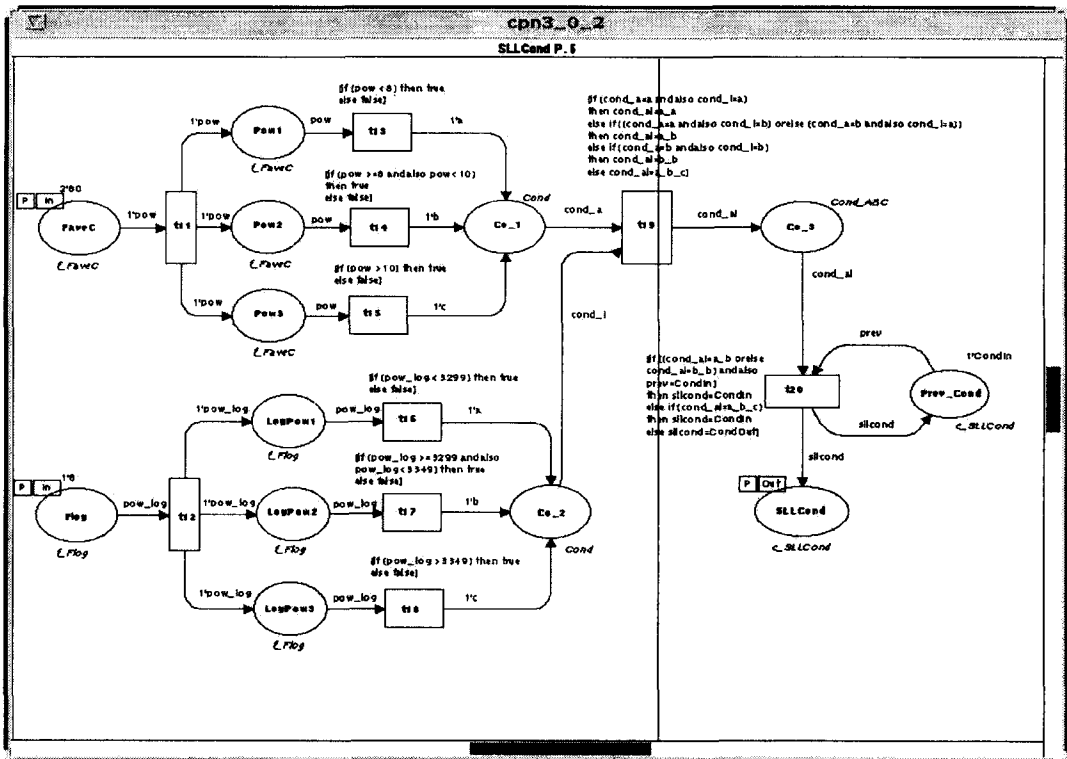 cpn3_0_2
SLLCond P.5
[if (pow <8) then true
else false]
1'pow
Pow1
pow
t13
1'a
f_FaveC
[if (pow >=8 andalso pow<10)
then true
else false]
Cond
2'80
P In
FaveC
1'pow
t11
1'pow
Pow2
pow
t14
1'b
Co_1
f_FaveC
f_FaveC
[if (pow >10) then true
else false]
1'pow
Pow3
pow
t15
1'c
f_FaveC
[if (cond_a=a andalso cond_l=a)
then cond_al=a_a
else if((cond_a=a andalso cond_l=b) orelse (cond_a=b andalso cond_l=a))
then cond_al=a_b
else if(cond_a=b andalso cond_l=b)
then cond_al=b_b
else cond_al=a_b_c]
cond_a
t19
cond_al
Co_3
Cond_ABC
cond_l
cond_al
[if ((cond_al=a_b orelse
cond_al=b_b) andalso
prev=CondIn]
then sllcond=CondIn
else if(cond_al=a_b_c)
then sllcond=CondIn
else sllcond=CondOut]
prev
1'CondIn
t20
Prev_Cond
c_SLLCond
sllcond
sllcond
P Out
SLLCond
c_SLLCond
[if (pow_log<3299) then true
else false]
1'pow_log
LogPow1
pow_log
t16
1'a
f_Flog
[if (pow_log >=3299 andalso
pow_log<3349) then true
else false]
1'6
P In
Flog
pow_log
t12
1'pow_log
LogPow2
pow_log
t17
1'b
Co_2
f_Flog
f_Flog
Cond
[if (pow_log >3349) then true
else false]
1'pow_log
LogPow3
pow_log
t18
1'c
f_Flog